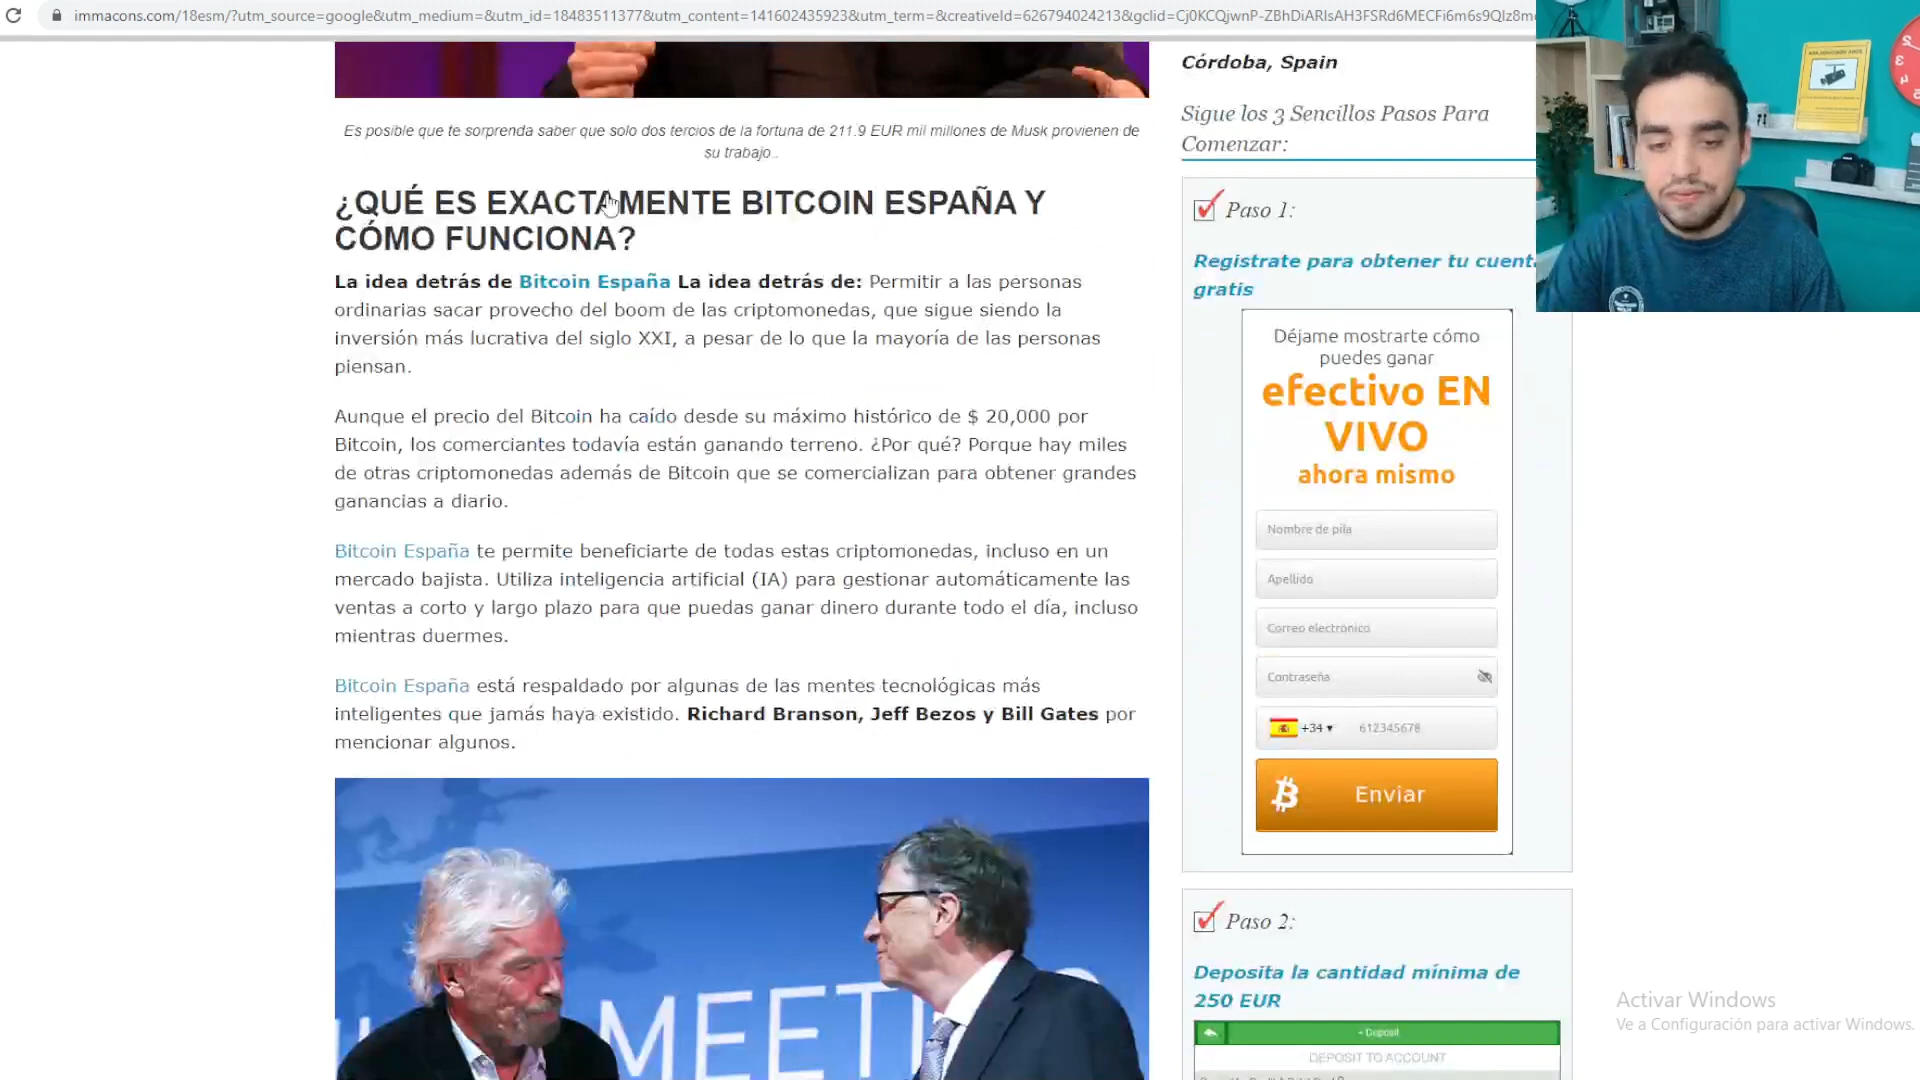 immacons.com/18esm/?utm_source=google&utm_medium=&utm_id=18483511377&utm_content=141602435923&utm_term=&creativeId=626794024213&gclid=Cj0KCQjwnP-ZBhDiARIsAH3FSRd6MECFi6m6s9Qlz8m
Es posible que te sorprenda saber que solo dos tercios de la fortuna de 211.9 EUR mil millones de Musk provienen de
su trabajo..
¿QUÉ ES EXACTAMENTE BITCOIN ESPAÑA Y
CÓMO FUNCIONA?
La idea detrás de Bitcoin España La idea detrás de: Permitir a las personas
ordinarias sacar provecho del boom de las criptomonedas, que sigue siendo la
inversión más lucrativa del siglo XXI, a pesar de lo que la mayoría de las personas
piensan.
Aunque el precio del Bitcoin ha caído desde su máximo histórico de $ 20,000 por
Bitcoin, los comerciantes todavía están ganando terreno. ¿Por qué? Porque hay miles
de otras criptomonedas además de Bitcoin que se comercializan para obtener grandes
ganancias a diario.
Bitcoin España te permite beneficiarte de todas estas criptomonedas, incluso en un
mercado bajista. Utiliza inteligencia artificial (IA) para gestionar automáticamente las
ventas a corto y largo plazo para que puedas ganar dinero durante todo el día, incluso
mientras duermes.
Bitcoin España está respaldado por algunas de las mentes tecnológicas más
inteligentes que jamás haya existido. Richard Branson, Jeff Bezos y Bill Gates por
mencionar algunos.
MEET
Córdoba, Spain
Sigue los 3 Sencillos Pasos Para
Comenzar:
Paso 1:
Registrate para obtener tu cuenta
gratis
Déjame mostrarte cómo
puedes ganar
efectivo EN
VIVO
ahora mismo
Nombre de pila
Apellido
Correo electrónico
Contraseña
+34 ▾ 612345678
Enviar
Paso 2:
Deposita la cantidad mínima de
250 EUR
Deposit
DEPOSIT TO ACCOUNT
Activar Windows
Ve a Configuración para activar Windows.